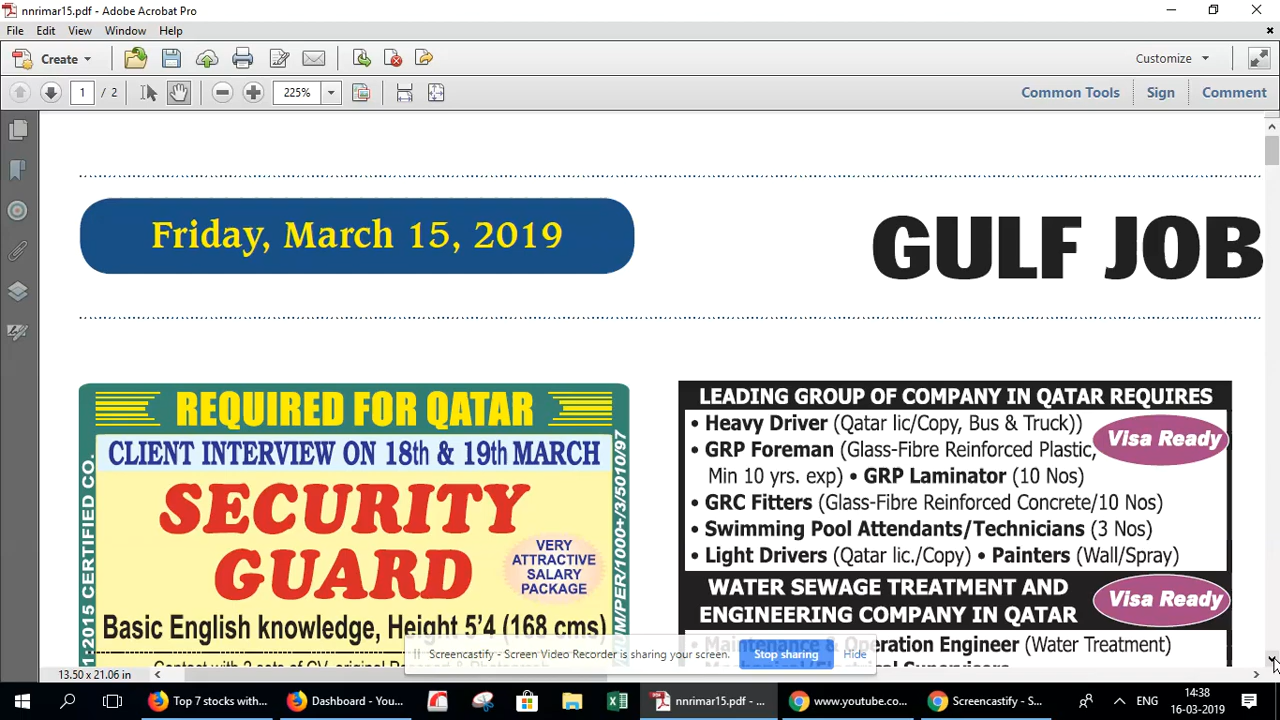 nnrimar15.pdf - Adobe Acrobat Pro
File Edit View Window Help
Create
Customize
1 / 2
225%
Common Tools Sign Comment
Friday, March 15, 2019
GULF JOB
REQUIRED FOR QATAR
CLIENT INTERVIEW ON 18th & 19th MARCH
SECURITY
GUARD
VERY
ATTRACTIVE
SALARY
PACKAGE
Basic English knowledge, Height 5'4 (168 cms)
2015 CERTIFIED CO.
M/PER/1000+/3/5010/97
LEADING GROUP OF COMPANY IN QATAR REQUIRES
• Heavy Driver (Qatar lic/Copy, Bus & Truck))
Visa Ready
• GRP Foreman (Glass-Fibre Reinforced Plastic,
Min 10 yrs. exp) • GRP Laminator (10 Nos)
• GRC Fitters (Glass-Fibre Reinforced Concrete/10 Nos)
• Swimming Pool Attendants/Technicians (3 Nos)
• Light Drivers (Qatar lic./Copy) • Painters (Wall/Spray)
WATER SEWAGE TREATMENT AND
ENGINEERING COMPANY IN QATAR
Visa Ready
• Maintenance & Operation Engineer (Water Treatment)
Screencastify - Screen Video Recorder is sharing your screen. Stop sharing Hide
13.50 x 21.06 in
Top 7 stocks with... Dashboard - You... nnrimar15.pdf - ... www.youtube.co... Screencastify - S...
ENG
14:38
16-03-2019